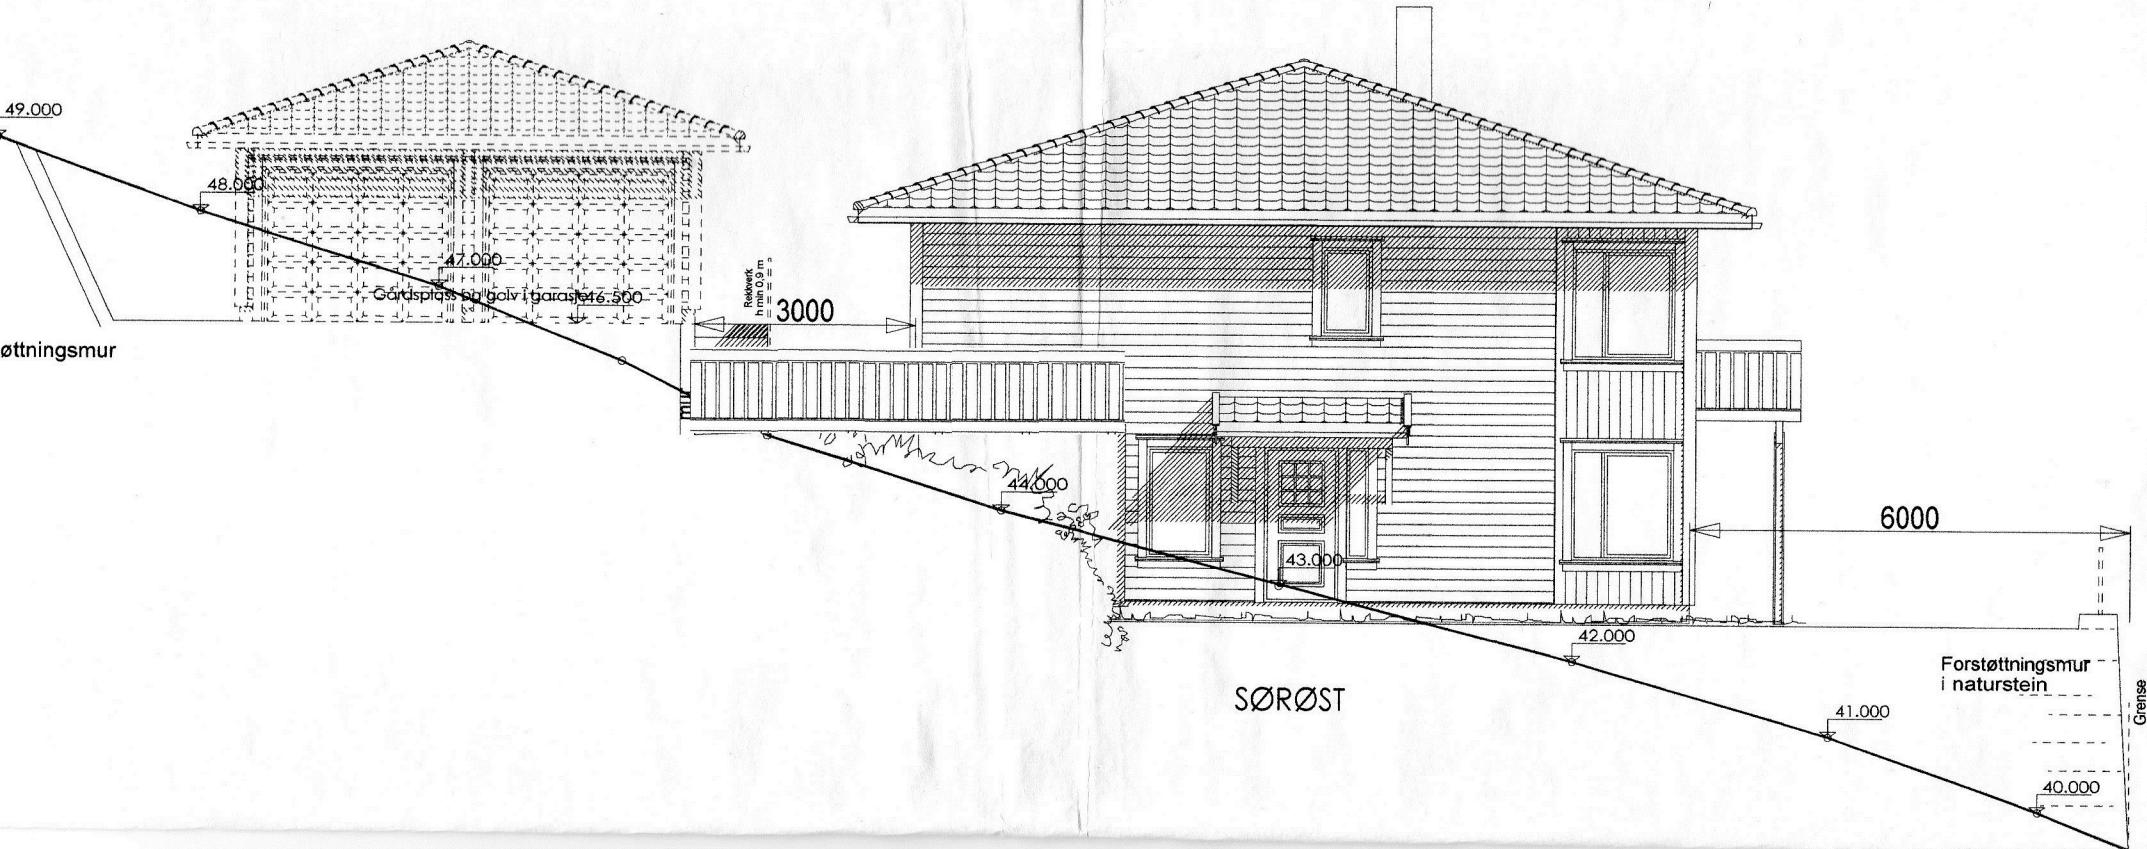 49.000
48.000
47.000
Gårdsplass og golv i garasje 46.500
Rekkverk
h min 0,9 m
3000
øttningsmur
44.000
43.000
6000
42.000
SØRØST
Forstøttningsmur
i naturstein
41.000
40.000
Grense